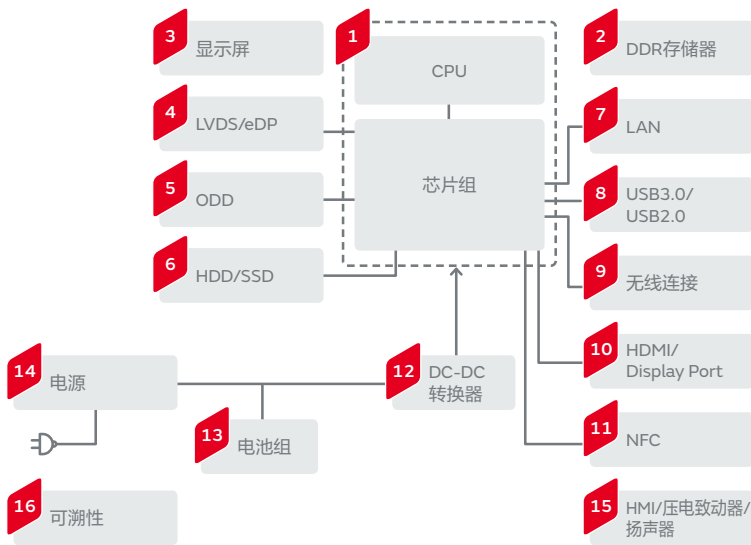 3
显示屏
1
CPU
2
DDR存储器
4
LVDS/eDP
7
LAN
芯片组
5
ODD
8
USB3.0/
USB2.0
6
HDD/SSD
9
无线连接
14
电源
12
DC-DC
转换器
10
HDMI/
Display Port
13
电池组
11
NFC
16
可溯性
15
HMI/压电致动器/
扬声器